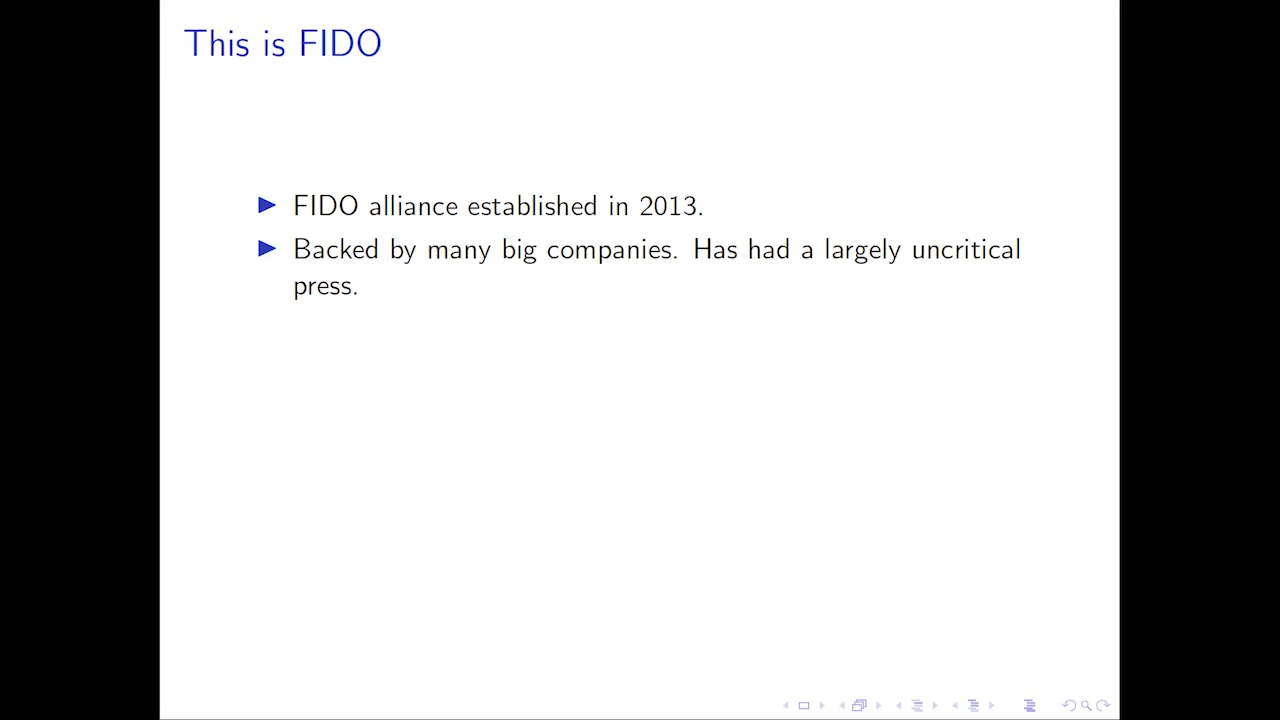 This is FIDO
FIDO alliance established in 2013.
Backed by many big companies. Has had a largely uncritical
press.